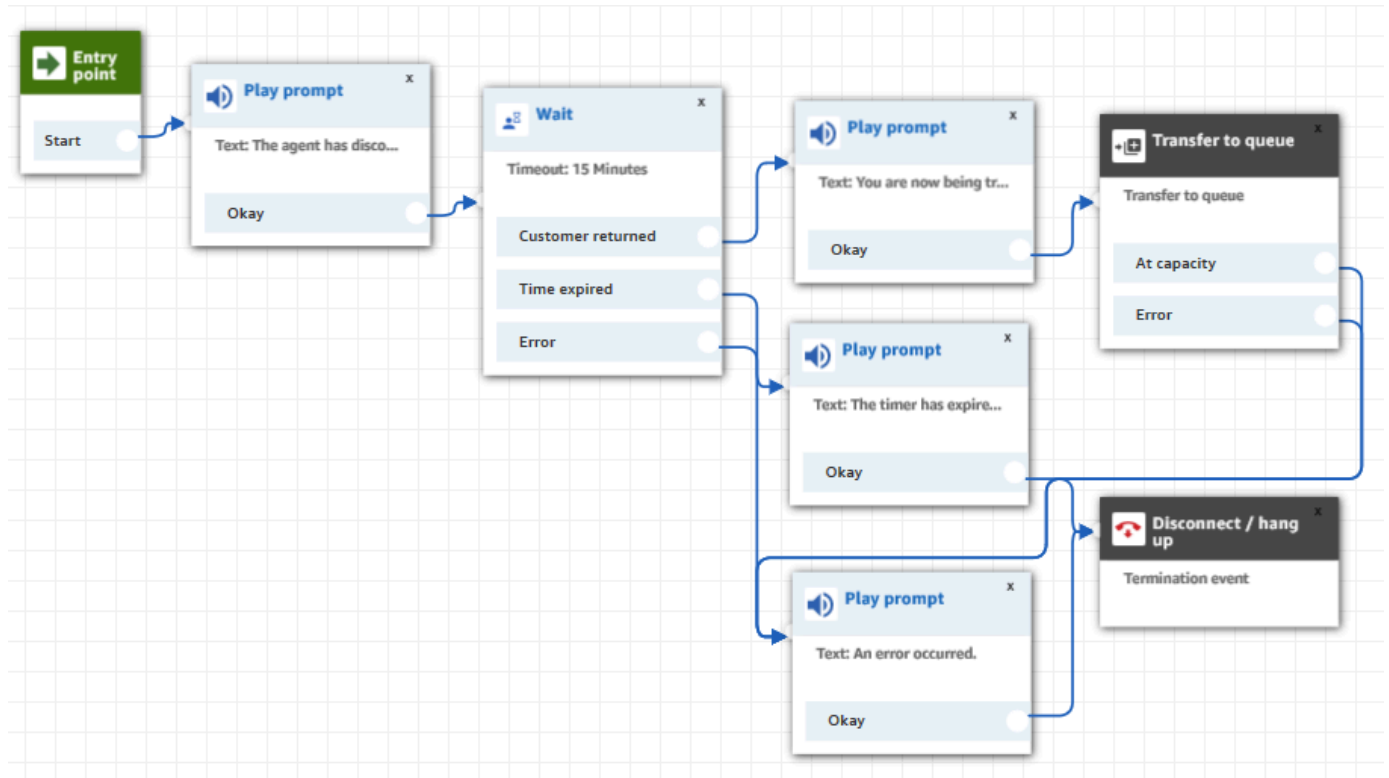 Entry
point
Start
Play prompt
x
Text: The agent has disco...
Okay
Wait
x
Timeout: 15 Minutes
Customer returned
Time expired
Error
Play prompt
x
Text: You are now being tr...
Okay
Transfer to queue
x
Transfer to queue
At capacity
Error
Play prompt
x
Text: The timer has expire...
Okay
Disconnect / hang
up
x
Termination event
Play prompt
x
Text: An error occurred.
Okay